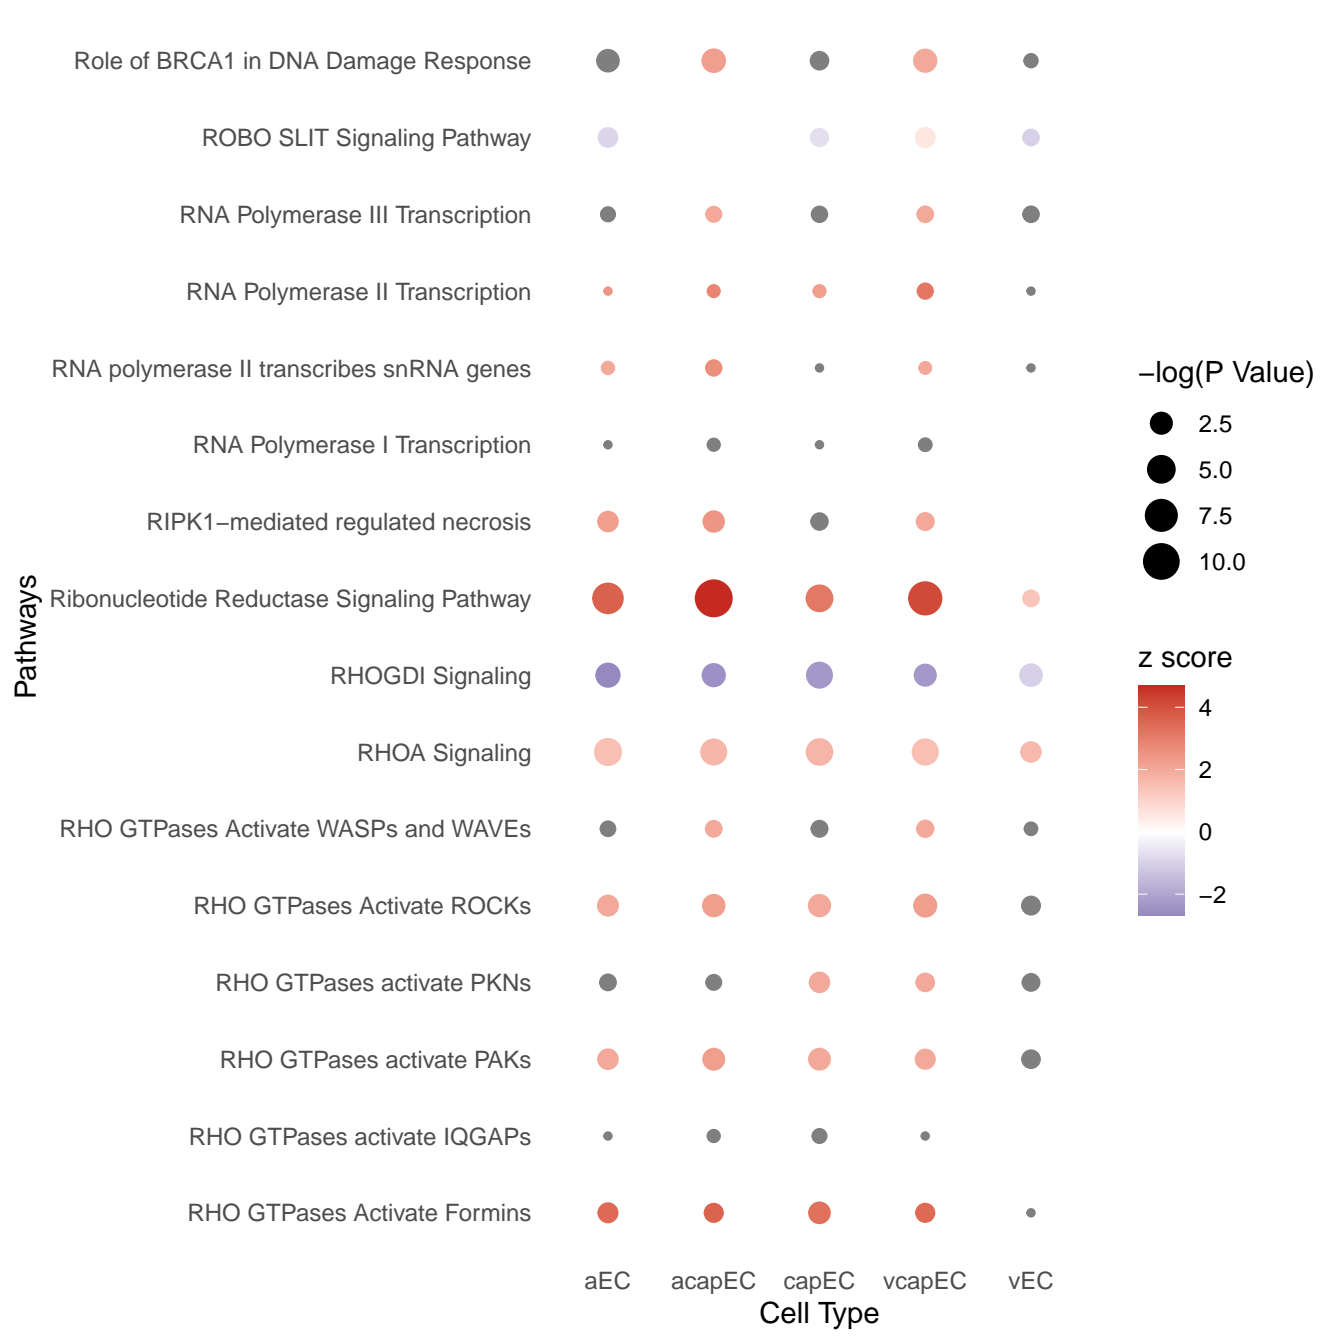 Role of BRCA1 in DNA Damage Response
ROBO SLIT Signaling Pathway
RNA Polymerase III Transcription
RNA Polymerase II Transcription
RNA polymerase II transcribes snRNA genes
RNA Polymerase I Transcription
RIPK1−mediated regulated necrosis
Ribonucleotide Reductase Signaling Pathway
RHOGDI Signaling
RHOA Signaling
RHO GTPases Activate WASPs and WAVEs
RHO GTPases Activate ROCKs
RHO GTPases activate PKNs
RHO GTPases activate PAKs
RHO GTPases activate IQGAPs
RHO GTPases Activate Formins
Pathways
aEC acapEC capEC vcapEC vEC
Cell Type
−log(P Value)
2.5
5.0
7.5
10.0
z score
4
2
0
−2